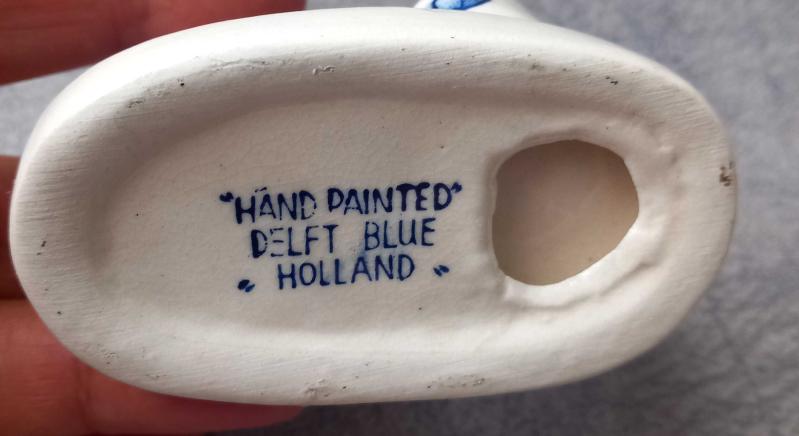 "HAND PAINTED"
DELFT BLUE
" HOLLAND "